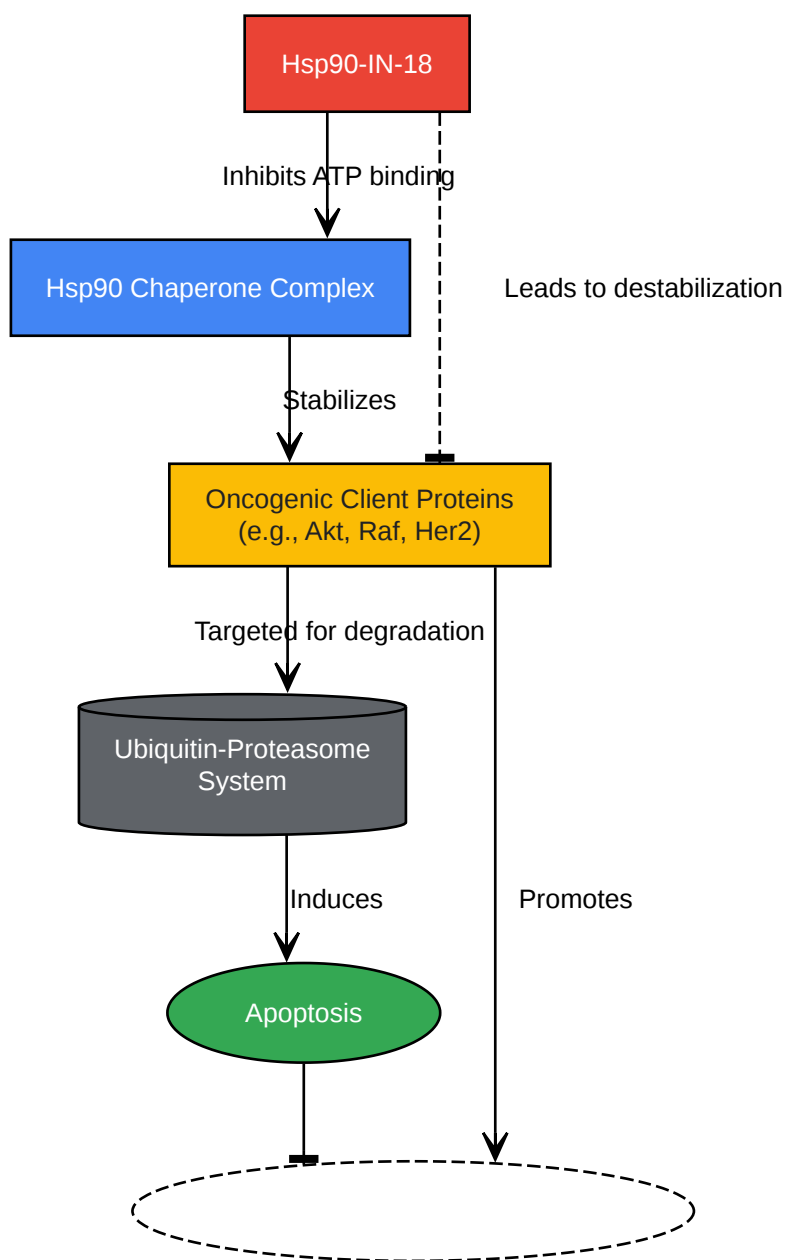 Hsp90-IN-18
Inhibits ATP binding
Hsp90 Chaperone Complex
Leads to destabilization
Stabilizes
Oncogenic Client Proteins
(e.g., Akt, Raf, Her2)
Targeted for degradation
Ubiquitin-Proteasome
System
Induces
Promotes
Apoptosis